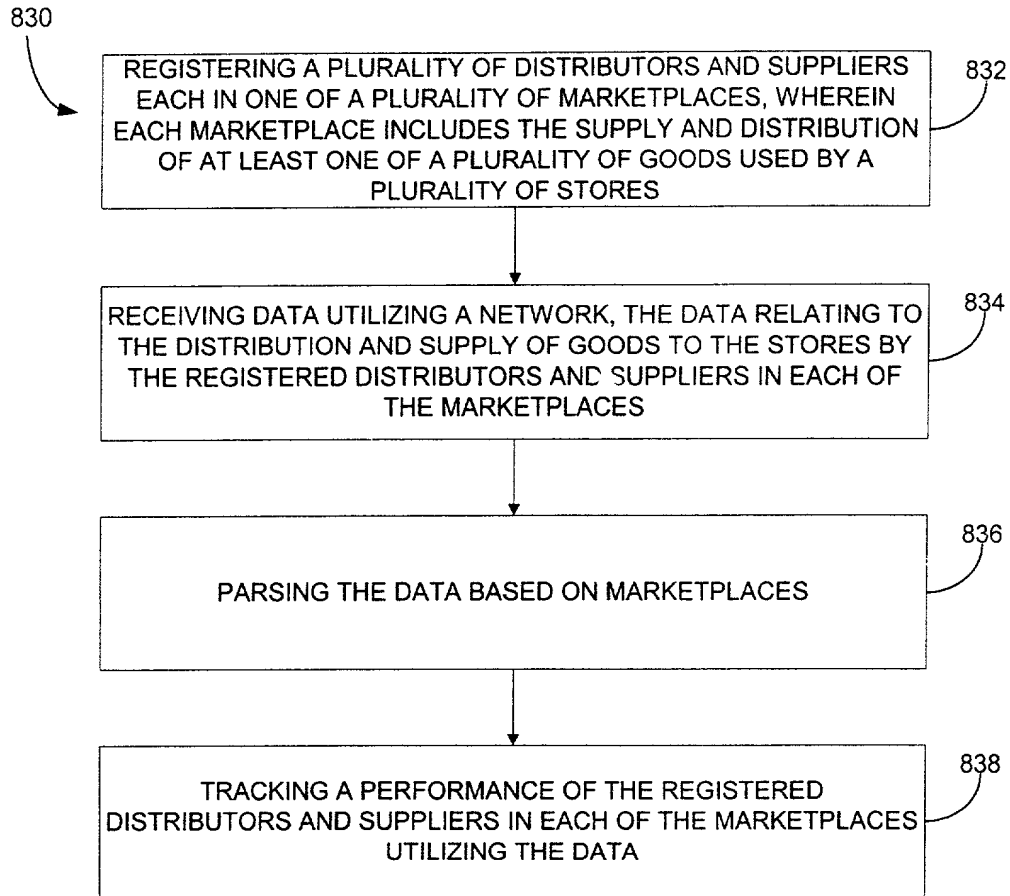 830
REGISTERING A PLURALITY OF DISTRIBUTORS AND SUPPLIERS
EACH IN ONE OF A PLURALITY OF MARKETPLACES, WHEREIN
EACH MARKETPLACE INCLUDES THE SUPPLY AND DISTRIBUTION
OF AT LEAST ONE OF A PLURALITY OF GOODS USED BY A
PLURALITY OF STORES
832
RECEIVING DATA UTILIZING A NETWORK, THE DATA RELATING TO
THE DISTRIBUTION AND SUPPLY OF GOODS TO THE STORES BY
THE REGISTERED DISTRIBUTORS AND SUPPLIERS IN EACH OF
THE MARKETPLACES
834
PARSING THE DATA BASED ON MARKETPLACES
836
TRACKING A PERFORMANCE OF THE REGISTERED
DISTRIBUTORS AND SUPPLIERS IN EACH OF THE MARKETPLACES
UTILIZING THE DATA
838